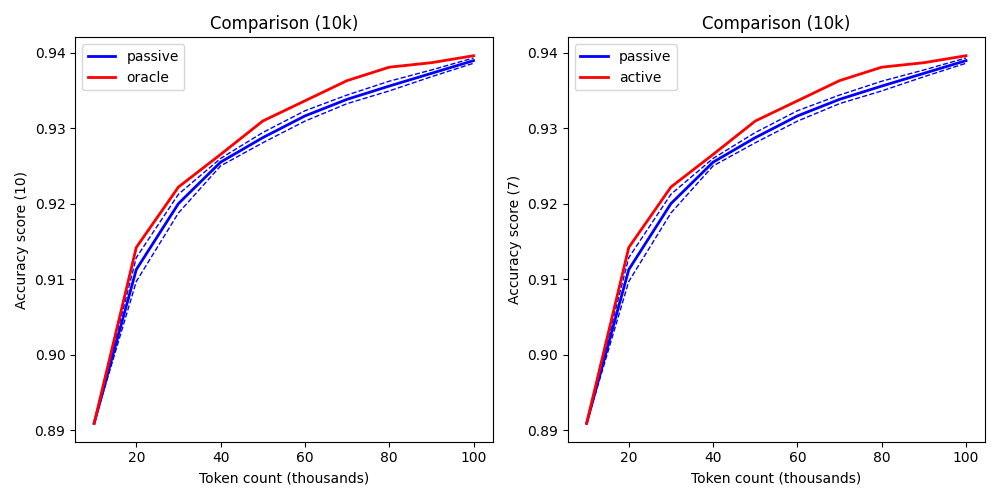 Comparison (10k)
passive
oracle
0.94
0.93
0.92
0.91
0.90
0.89
Accuracy score (10)
20
40
60
80
100
Token count (thousands)
Comparison (10k)
passive
active
0.94
0.93
0.92
0.91
0.90
0.89
Accuracy score (7)
20
40
60
80
100
Token count (thousands)